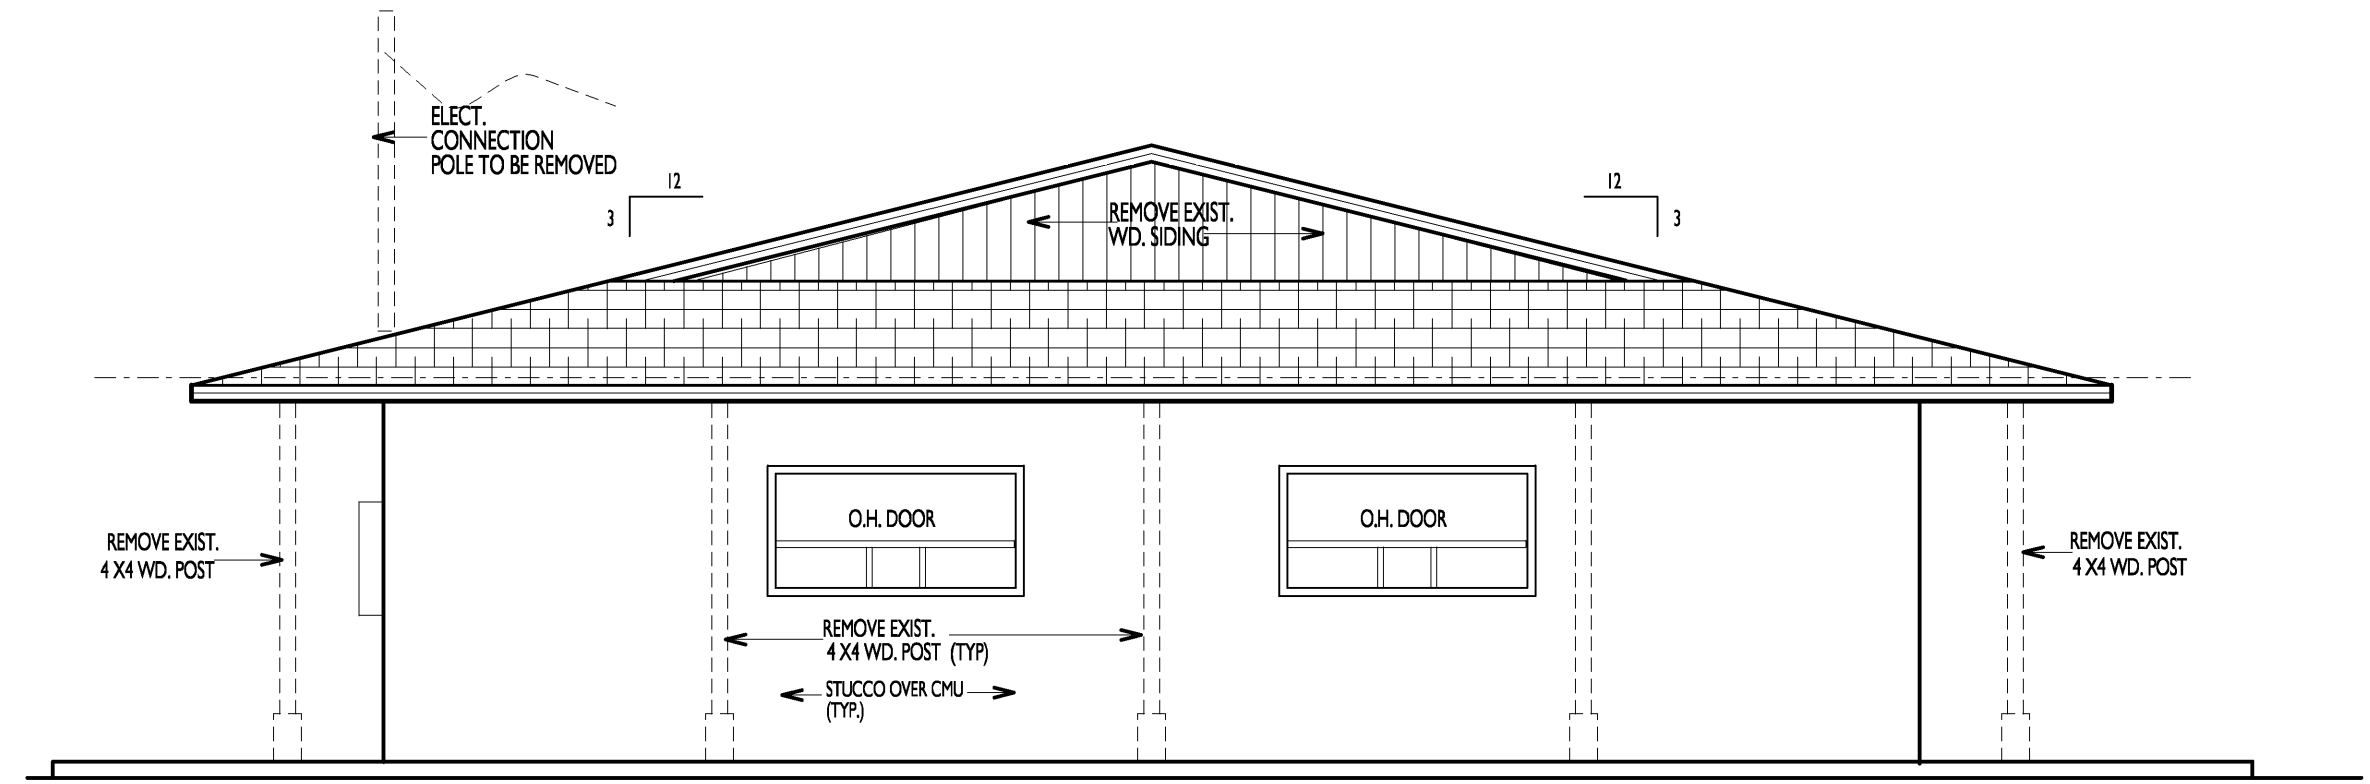 ELECT.
CONNECTION
POLE TO BE REMOVED
12
3
12
3
REMOVE EXIST.
WD. SIDING
O.H. DOOR
O.H. DOOR
REMOVE EXIST.
4 X4 WD. POST
REMOVE EXIST.
4 X4 WD. POST
REMOVE EXIST.
4 X4 WD. POST (TYP)
STUCCO OVER CMU
(TYP.)